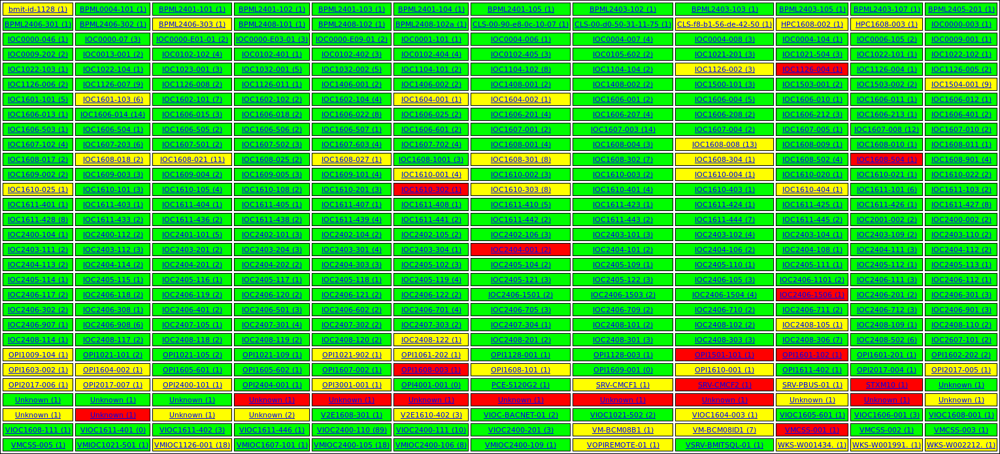 bmit-id-1128 (1) BPML0004-101 (1) BPML2401-101 (1) BPML2401-102 (1) BPML2401-103 (1) BPML2401-104 (1) BPML2401-105 (1) BPML2403-102 (1) BPML2403-103 (1) BPML2403-105 (1) BPML2403-107 (1) BPML2405-201 (1)
BPML2406-301 (1) BPML2406-302 (1) BPML2406-303 (1) BPML2408-101 (1) BPML2408-102 (1) BPML2408-102a (1) CLS-00-90-e8-0c-10-07 (1) CLS-00-d0-50-31-11-75 (1) CLS-f8-b1-56-de-42-50 (1) HPC1608-002 (1) HPC1608-003 (1) IOC0000-003 (1)
IOC0000-046 (1) IOC0000-07 (3) IOC0000-E01-01 (2) IOC0000-E03-01 (3) IOC0000-E09-01 (2) IOC0001-101 (1) IOC0004-006 (1) IOC0004-007 (4) IOC0004-008 (3) IOC0004-104 (1) IOC0006-105 (2) IOC0009-001 (1)
IOC0009-202 (2) IOC0013-001 (2) IOC0102-102 (4) IOC0102-401 (1) IOC0102-402 (3) IOC0102-404 (4) IOC0102-405 (3) IOC0105-602 (2) IOC1021-201 (3) IOC1021-504 (3) IOC1022-101 (1) IOC1022-102 (1)
IOC1022-103 (1) IOC1022-104 (1) IOC1023-001 (3) IOC1032-001 (5) IOC1032-002 (5) IOC1104-101 (2) IOC1104-102 (8) IOC1104-104 (2) IOC1126-002 (3) IOC1126-004 (1) IOC1126-004 (1) IOC1126-005 (2)
IOC1126-006 (2) IOC1126-007 (9) IOC1126-008 (2) IOC1126-011 (1) IOC1406-001 (2) IOC1406-002 (2) IOC1408-001 (2) IOC1408-002 (2) IOC1500-101 (3) IOC1503-001 (2) IOC1503-002 (2) IOC1504-001 (9)
IOC1601-101 (5) IOC1601-103 (6) IOC1602-101 (7) IOC1602-102 (2) IOC1602-104 (4) IOC1604-001 (1) IOC1604-002 (1) IOC1606-001 (2) IOC1606-004 (5) IOC1606-010 (1) IOC1606-011 (1) IOC1606-012 (1)
IOC1606-013 (1) IOC1606-014 (14) IOC1606-015 (3) IOC1606-018 (2) IOC1606-022 (8) IOC1606-025 (2) IOC1606-201 (4) IOC1606-207 (4) IOC1606-208 (2) IOC1606-212 (3) IOC1606-213 (1) IOC1606-401 (2)
IOC1606-503 (1) IOC1606-504 (1) IOC1606-505 (2) IOC1606-506 (2) IOC1606-507 (1) IOC1606-601 (2) IOC1607-001 (2) IOC1607-003 (14) IOC1607-004 (2) IOC1607-005 (1) IOC1607-008 (12) IOC1607-010 (2)
IOC1607-102 (4) IOC1607-203 (6) IOC1607-501 (2) IOC1607-502 (3) IOC1607-603 (4) IOC1607-702 (4) IOC1608-001 (4) IOC1608-004 (3) IOC1608-008 (13) IOC1608-009 (1) IOC1608-010 (1) IOC1608-011 (1)
IOC1608-017 (2) IOC1608-018 (2) IOC1608-021 (11) IOC1608-025 (2) IOC1608-027 (1) IOC1608-1001 (3) IOC1608-301 (8) IOC1608-302 (7) IOC1608-304 (1) IOC1608-502 (4) IOC1608-504 (1) IOC1608-901 (4)
IOC1609-002 (2) IOC1609-003 (3) IOC1609-004 (2) IOC1609-005 (3) IOC1609-101 (4) IOC1610-001 (4) IOC1610-002 (3) IOC1610-003 (2) IOC1610-004 (1) IOC1610-020 (1) IOC1610-021 (1) IOC1610-022 (2)
IOC1610-025 (1) IOC1610-101 (3) IOC1610-105 (4) IOC1610-108 (2) IOC1610-201 (3) IOC1610-302 (1) IOC1610-303 (8) IOC1610-401 (4) IOC1610-403 (1) IOC1610-404 (1) IOC1611-101 (6) IOC1611-103 (2)
IOC1611-401 (1) IOC1611-403 (1) IOC1611-404 (1) IOC1611-405 (1) IOC1611-407 (1) IOC1611-408 (1) IOC1611-410 (5) IOC1611-423 (1) IOC1611-424 (1) IOC1611-425 (1) IOC1611-426 (1) IOC1611-427 (8)
IOC1611-428 (8) IOC1611-433 (2) IOC1611-436 (2) IOC1611-438 (2) IOC1611-439 (4) IOC1611-441 (2) IOC1611-442 (2) IOC1611-443 (2) IOC1611-444 (7) IOC1611-445 (2) IOC2001-002 (2) IOC2400-002 (2)
IOC2400-104 (1) IOC2400-112 (2) IOC2401-101 (5) IOC2402-101 (3) IOC2402-104 (2) IOC2402-105 (2) IOC2402-106 (3) IOC2403-101 (3) IOC2403-102 (4) IOC2403-104 (1) IOC2403-109 (2) IOC2403-110 (2)
IOC2403-111 (2) IOC2403-112 (3) IOC2403-201 (2) IOC2403-204 (3) IOC2403-301 (4) IOC2403-304 (1) IOC2404-001 (2) IOC2404-101 (2) IOC2404-106 (2) IOC2404-108 (1) IOC2404-111 (3) IOC2404-112 (2)
IOC2404-113 (2) IOC2404-114 (2) IOC2404-201 (2) IOC2404-202 (2) IOC2404-303 (3) IOC2405-102 (3) IOC2405-104 (2) IOC2405-109 (1) IOC2405-110 (1) IOC2405-111 (1) IOC2405-112 (1) IOC2405-113 (1)
IOC2405-114 (1) IOC2405-115 (1) IOC2405-116 (1) IOC2405-117 (1) IOC2405-118 (1) IOC2405-119 (4) IOC2405-121 (3) IOC2405-122 (3) IOC2406-105 (3) IOC2406-1101 (2) IOC2406-111 (3) IOC2406-112 (1)
IOC2406-117 (2) IOC2406-118 (2) IOC2406-119 (2) IOC2406-120 (2) IOC2406-121 (2) IOC2406-122 (2) IOC2406-1501 (2) IOC2406-1503 (2) IOC2406-1504 (4) IOC2406-1506 (1) IOC2406-201 (2) IOC2406-301 (3)
IOC2406-302 (2) IOC2406-308 (1) IOC2406-401 (2) IOC2406-501 (3) IOC2406-602 (2) IOC2406-701 (4) IOC2406-705 (3) IOC2406-709 (2) IOC2406-710 (2) IOC2406-711 (2) IOC2406-712 (3) IOC2406-901 (3)
IOC2406-907 (1) IOC2406-908 (6) IOC2407-105 (1) IOC2407-301 (4) IOC2407-302 (2) IOC2407-303 (2) IOC2407-304 (1) IOC2408-101 (2) IOC2408-102 (2) IOC2408-105 (1) IOC2408-109 (1) IOC2408-110 (2)
IOC2408-114 (1) IOC2408-117 (2) IOC2408-118 (2) IOC2408-119 (2) IOC2408-120 (2) IOC2408-122 (1) IOC2408-201 (2) IOC2408-301 (3) IOC2408-303 (3) IOC2408-306 (7) IOC2408-502 (6) IOC2607-101 (2)
OPI1009-104 (1) OPI1021-101 (2) OPI1021-105 (2) OPI1021-109 (1) OPI1021-902 (1) OPI1061-202 (1) OPI1128-001 (1) OPI1128-003 (1) OPI1501-101 (1) OPI1601-102 (1) OPI1601-201 (1) OPI1602-202 (2)
OPI1603-002 (1) OPI1604-002 (1) OPI1605-601 (1) OPI1605-602 (1) OPI1607-002 (1) OPI1608-003 (1) OPI1608-101 (1) OPI1609-001 (0) OPI1610-001 (1) OPI1611-402 (1) OPI2017-004 (1) OPI2017-005 (1)
OPI2017-006 (1) OPI2017-007 (1) OPI2400-101 (1) OPI2404-001 (1) OPI3001-001 (1) OPI4001-001 (0) PCE-5120G2 (1) SRV-CMCF1 (1) SRV-CMCF2 (1) SRV-PBUS-01 (1) STXM10 (1) Unknown (1)
Unknown (1) Unknown (1) Unknown (1) Unknown (1) Unknown (1) Unknown (1) Unknown (1) Unknown (1) Unknown (1) Unknown (1) Unknown (1) Unknown (1)
Unknown (1) Unknown (1) Unknown (1) Unknown (2) V2E1608-301 (1) V2E1610-402 (3) VIOC-BACNET-01 (2) VIOC1021-502 (2) VIOC1604-003 (1) VIOC1605-601 (1) VIOC1606-001 (3) VIOC1608-001 (1)
VIOC1608-111 (1) VIOC1611-401 (0) VIOC1611-402 (3) VIOC1611-446 (1) VIOC2400-110 (89) VIOC2400-111 (10) VIOC2400-201 (3) VM-BCM08B1 (1) VM-BCM08ID1 (7) VMCSS-001 (1) VMCSS-002 (1) VMCSS-003 (1)
VMCSS-005 (1) VMIOC1021-501 (1) VMIOC1126-001 (18) VMIOC1607-101 (1) VMIOC2400-105 (18) VMIOC2400-106 (8) VMIOC2400-109 (1) VOPIREMOTE-01 (1) VSRV-BMITSQL-01 (1) WKS-W001434. (1) WKS-W001991. (1) WKS-W002212. (1)